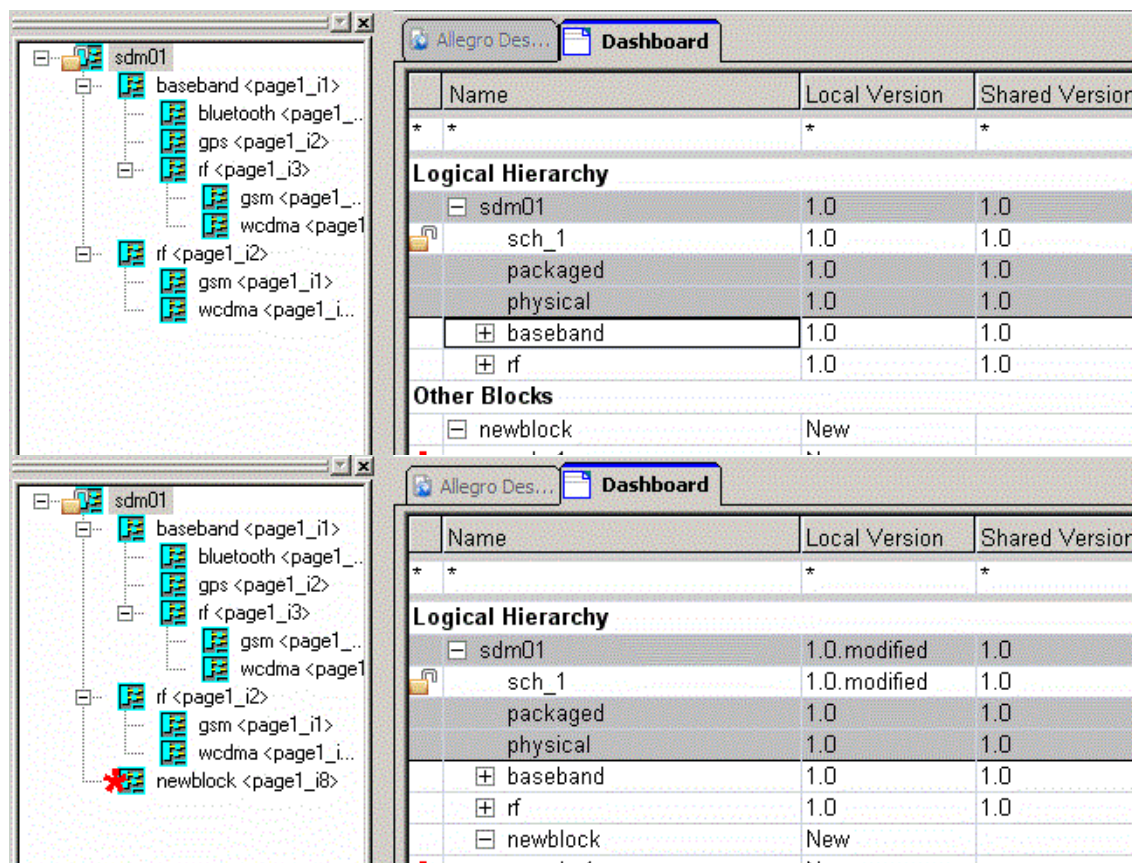 sdm01
baseband <page1_i1>
bluetooth <page1_..
gps <page1_i2>
rf <page1_i3>
gsm <page1_..
wcdma <page1
rf <page1_i2>
gsm <page1_i1>
wcdma <page1_i...
Allegro Des... Dashboard
Name Local Version Shared Version
* * * *
Logical Hierarchy
sdm01 1.0 1.0
sch_1 1.0 1.0
packaged 1.0 1.0
physical 1.0 1.0
baseband 1.0 1.0
rf 1.0 1.0
Other Blocks
newblock New
sdm01
baseband <page1_i1>
bluetooth <page1_..
gps <page1_i2>
rf <page1_i3>
gsm <page1_..
wcdma <page1
rf <page1_i2>
gsm <page1_i1>
wcdma <page1_i...
newblock <page1_i8>
Allegro Des... Dashboard
Name Local Version Shared Version
* * * *
Logical Hierarchy
sdm01 1.0.modified 1.0
sch_1 1.0.modified 1.0
packaged 1.0 1.0
physical 1.0 1.0
baseband 1.0 1.0
rf 1.0 1.0
newblock New